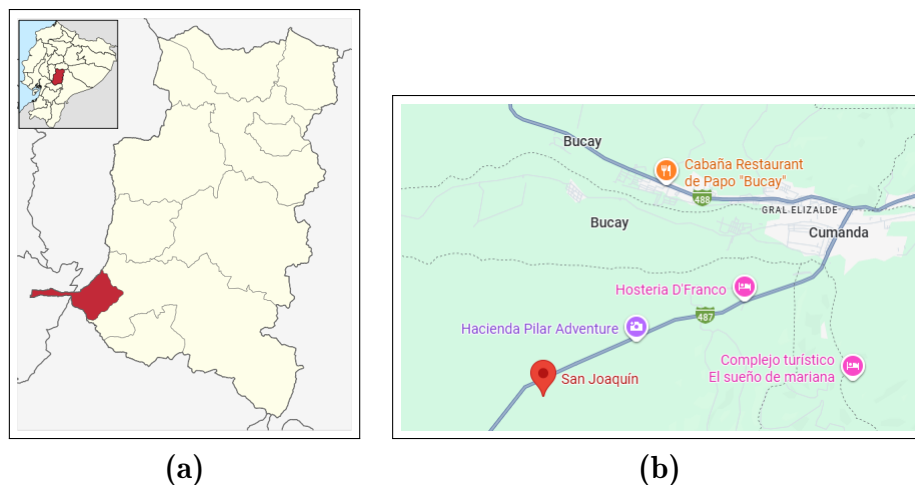 Bucay
Cabaña Restaurant
de Papo "Bucay"
488
GRAL ELIZALDE
Bucay
Cumanda
Hosteria D'Franco
487
Hacienda Pilar Adventure
Complejo turístico
El sueño de mariana
San Joaquín
(a)
(b)